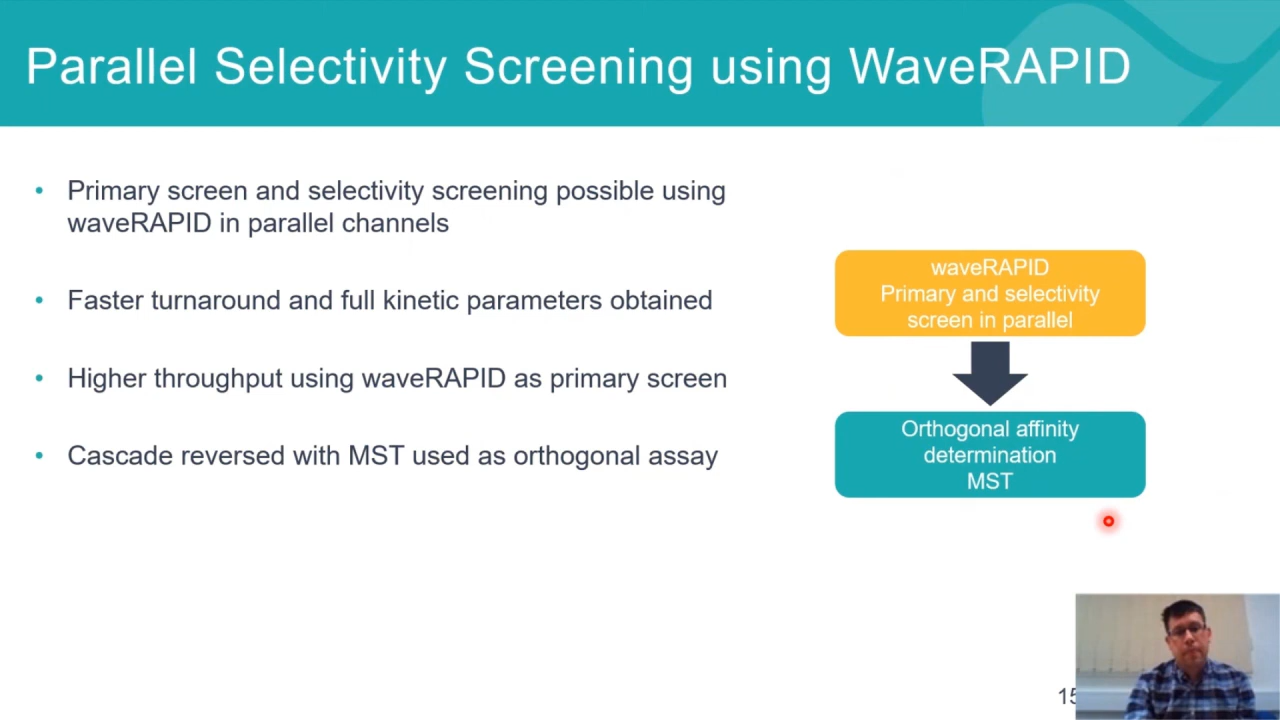 Parallel Selectivity Screening using WaveRAPID
• Primary screen and selectivity screening possible using
waveRAPID in parallel channels
• Faster turnaround and full kinetic parameters obtained
• Higher throughput using waveRAPID as primary screen
• Cascade reversed with MST used as orthogonal assay
waveRAPID
Primary and selectivity
screen in parallel
Orthogonal affinity
determination
MST
15